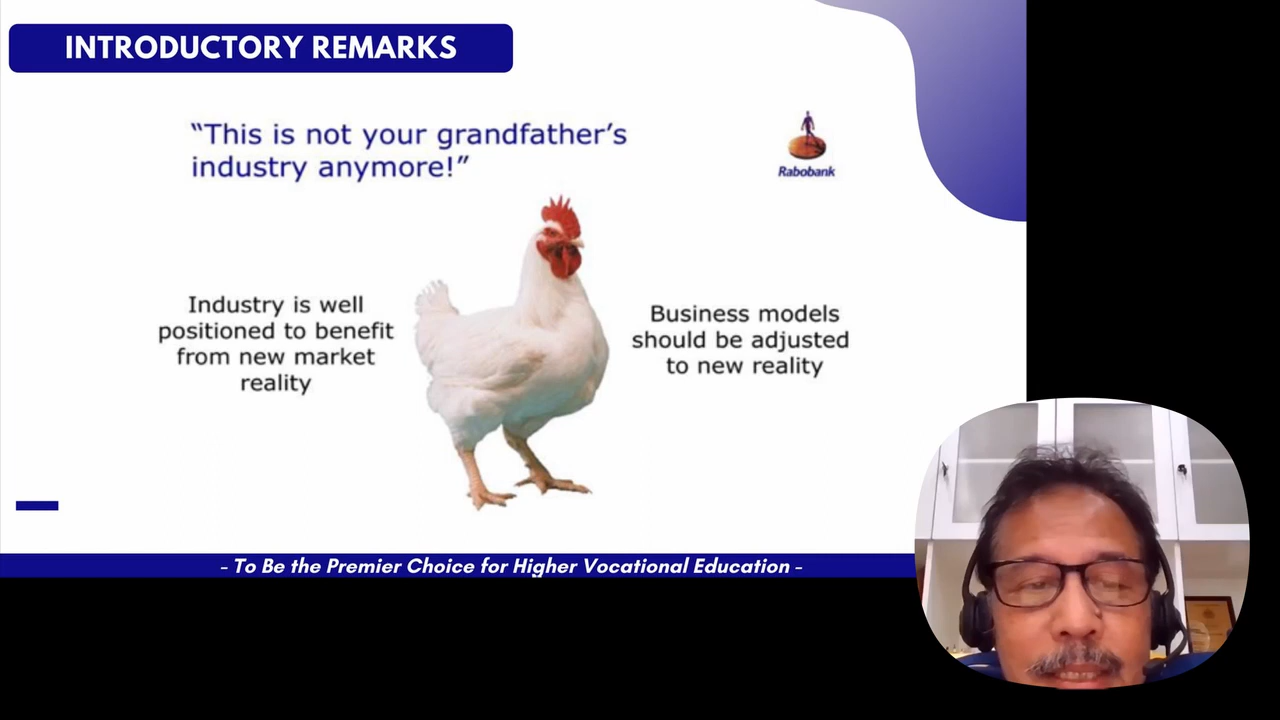 INTRODUCTORY REMARKS
“This is not your grandfather’s
industry anymore!”
Rabobank
Industry is well
positioned to benefit
from new market
reality
Business models
should be adjusted
to new reality
- To Be the Premier Choice for Higher Vocational Education -